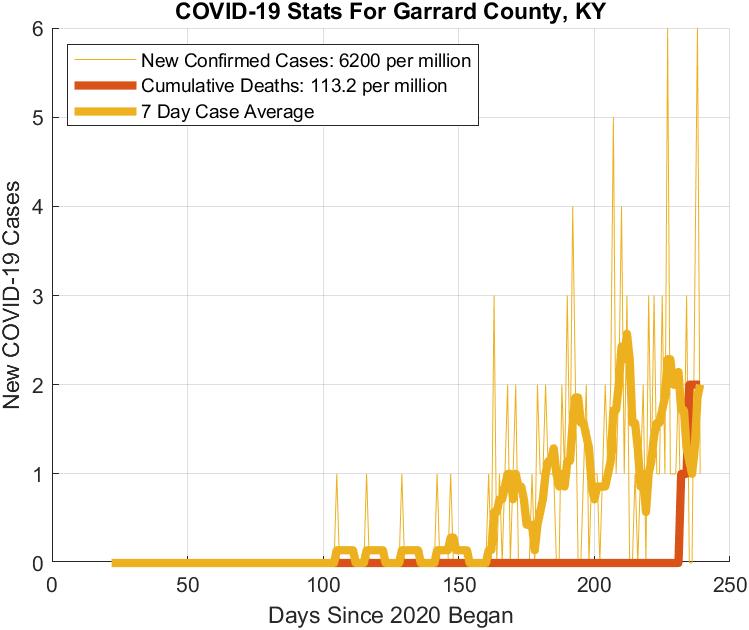 COVID-19 Stats For Garrard County, KY
New Confirmed Cases: 6200 per million
Cumulative Deaths: 113.2 per million
7 Day Case Average
New COVID-19 Cases
6
5
4
3
2
1
0
0 50 100 150 200 250
Days Since 2020 Began